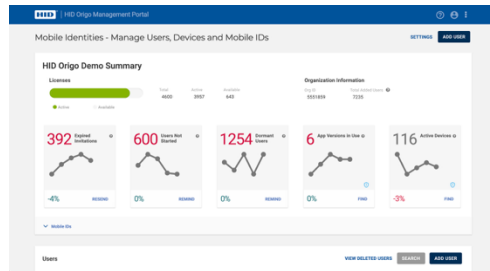 HID | HID Origo Management Portal
Mobile Identities - Manage Users, Devices and Mobile IDs
SETTINGS ADD USER
HID Origo Demo Summary
Licenses
Total Active Available
4600 3957 643
Active Available
Organization Information
Org ID Total Visited Users
5551859 7235
392 Expired Invitations
-4% RESEND
600 Users Not Started
0% REMIND
1254 Dormant Users
0% REMIND
6 App Versions in Use
0% FIND
116 Active Devices
-3% FIND
Mobile IDs
Users
VIEW DELETED USERS SEARCH ADD USER